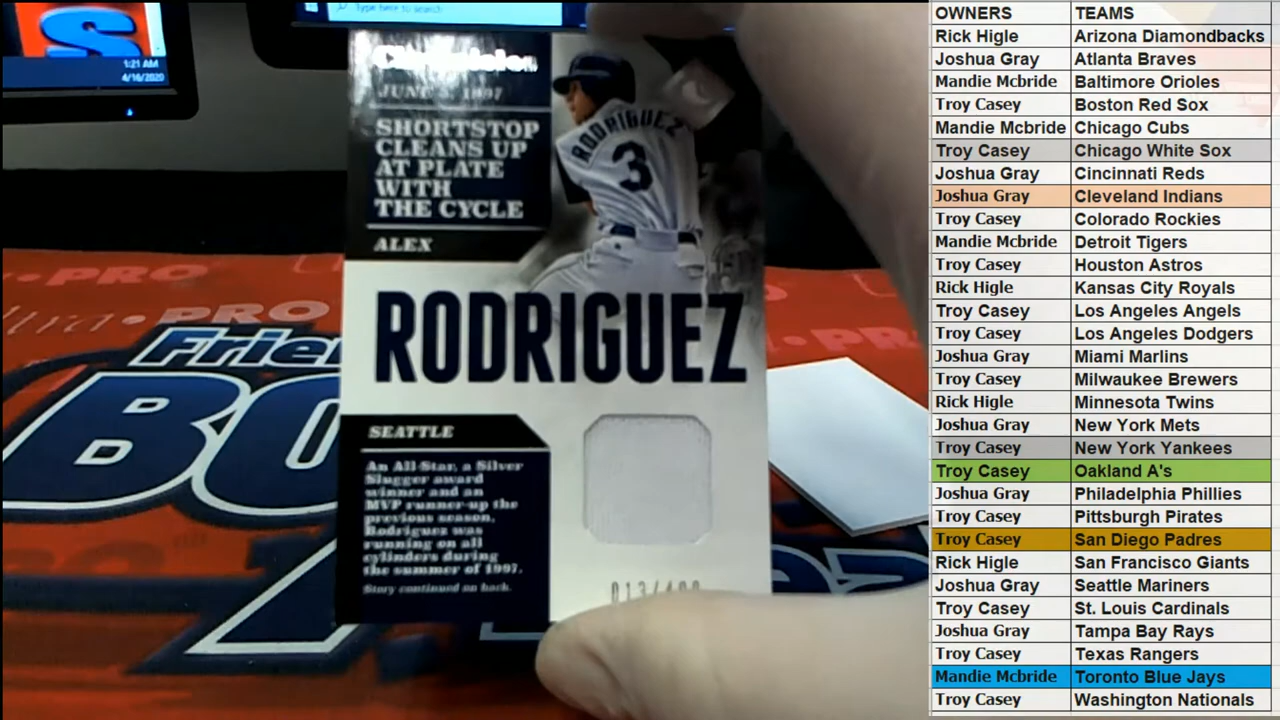 Type here to search
S
1:21 AM
4/16/2020
JUNE 5, 1997
SHORTSTOP
CLEANS UP
AT PLATE
WITH
THE CYCLE
ALEX
RODRIGUEZ
3
RODRIGUEZ
SEATTLE
An All-Star, a Silver
Slugger award
winner and an
MVP runner-up the
previous season,
Rodriguez was
running on all
cylinders during
the summer of 1997.
Story continued on back.
PRO
PRO
OWNERS TEAMS
Rick Higle Arizona Diamondbacks
Joshua Gray Atlanta Braves
Mandie Mcbride Baltimore Orioles
Troy Casey Boston Red Sox
Mandie Mcbride Chicago Cubs
Troy Casey Chicago White Sox
Joshua Gray Cincinnati Reds
Joshua Gray Cleveland Indians
Troy Casey Colorado Rockies
Mandie Mcbride Detroit Tigers
Troy Casey Houston Astros
Rick Higle Kansas City Royals
Troy Casey Los Angeles Angels
Troy Casey Los Angeles Dodgers
Joshua Gray Miami Marlins
Troy Casey Milwaukee Brewers
Rick Higle Minnesota Twins
Joshua Gray New York Mets
Troy Casey New York Yankees
Troy Casey Oakland A's
Joshua Gray Philadelphia Phillies
Troy Casey Pittsburgh Pirates
Troy Casey San Diego Padres
Rick Higle San Francisco Giants
Joshua Gray Seattle Mariners
Troy Casey St. Louis Cardinals
Joshua Gray Tampa Bay Rays
Troy Casey Texas Rangers
Mandie Mcbride Toronto Blue Jays
Troy Casey Washington Nationals